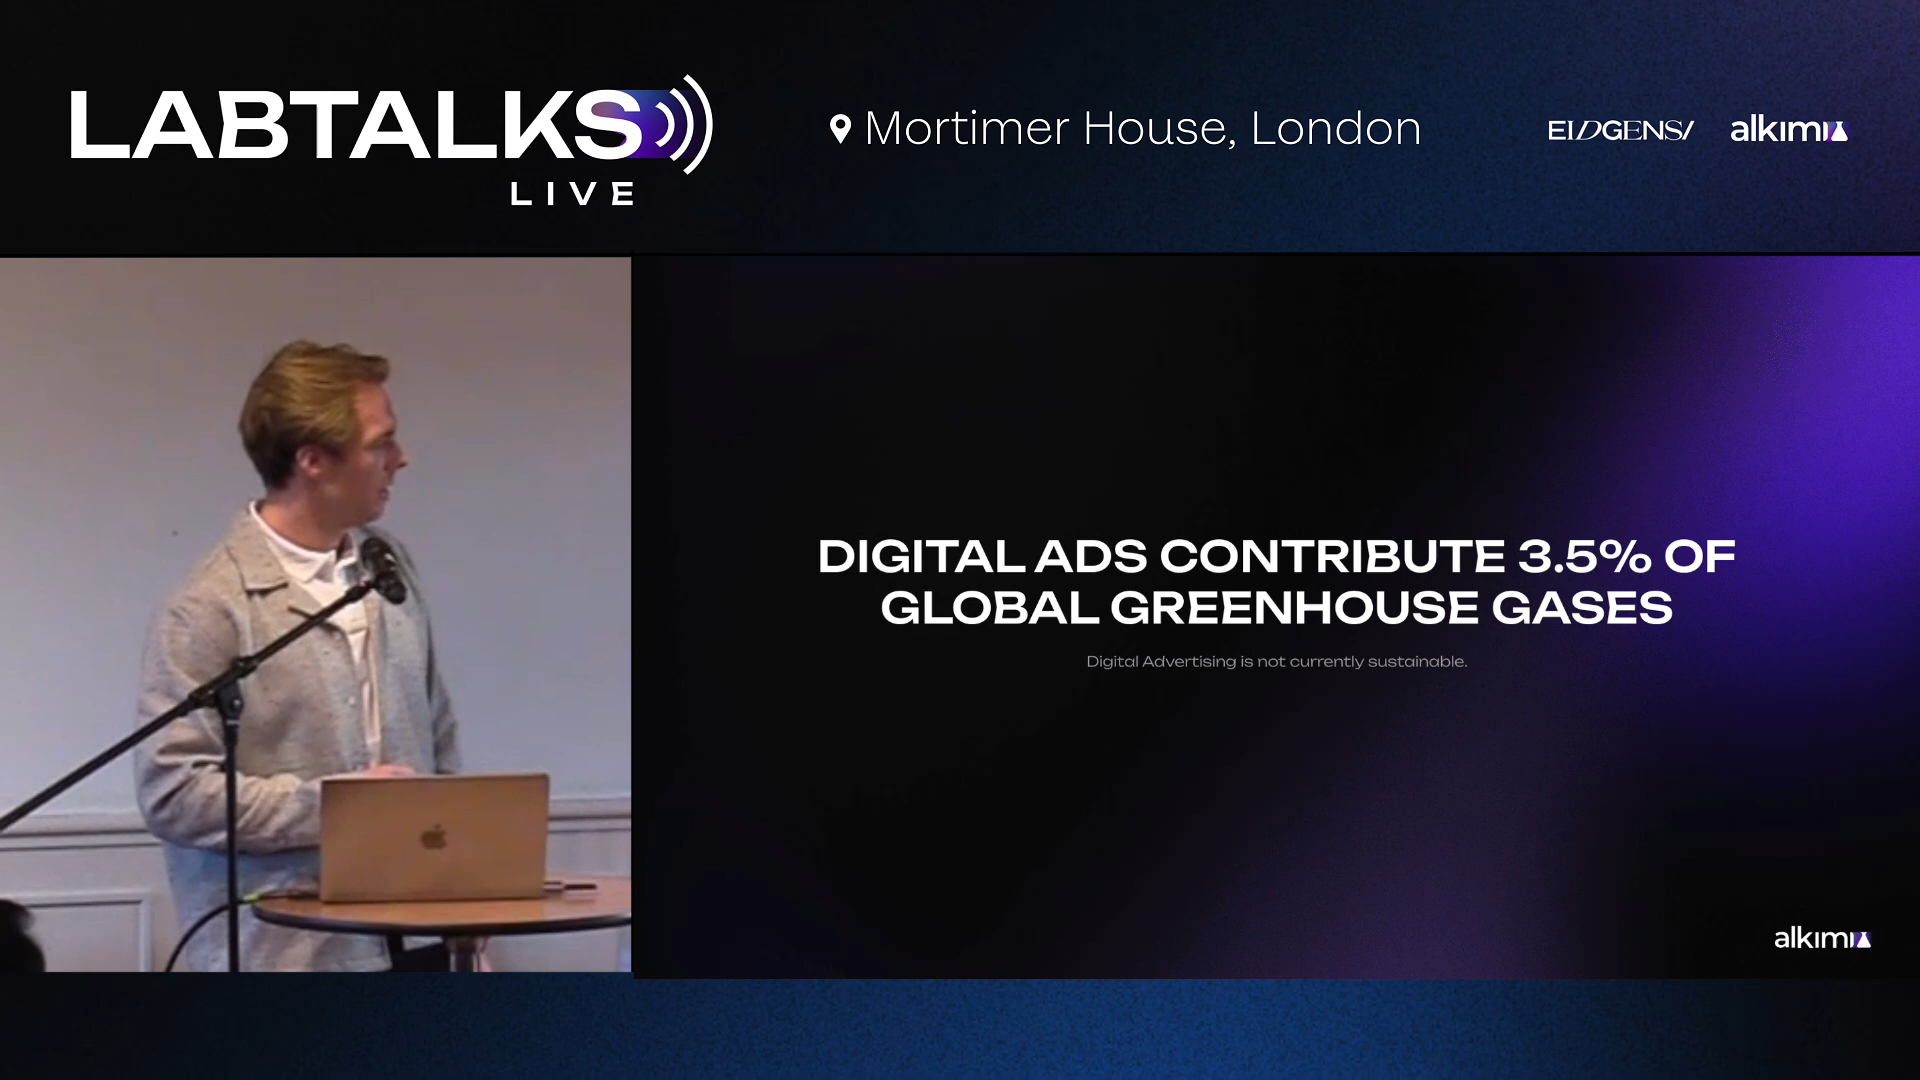 LABTALKS
LIVE
Mortimer House, London
EIDGENSI
alkimi
DIGITAL ADS CONTRIBUTE 3.5% OF
GLOBAL GREENHOUSE GASES
Digital Advertising is not currently sustainable.
alkimi